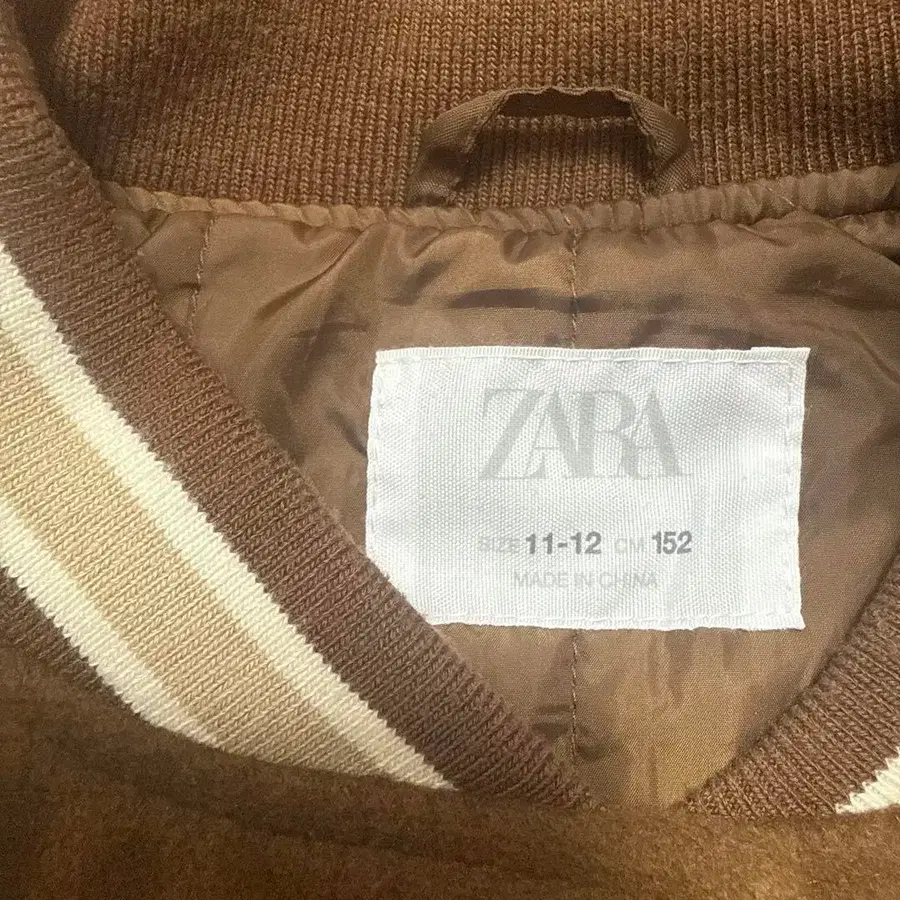 ZARA
SIZE 11-12 CM 152
MADE IN CHINA